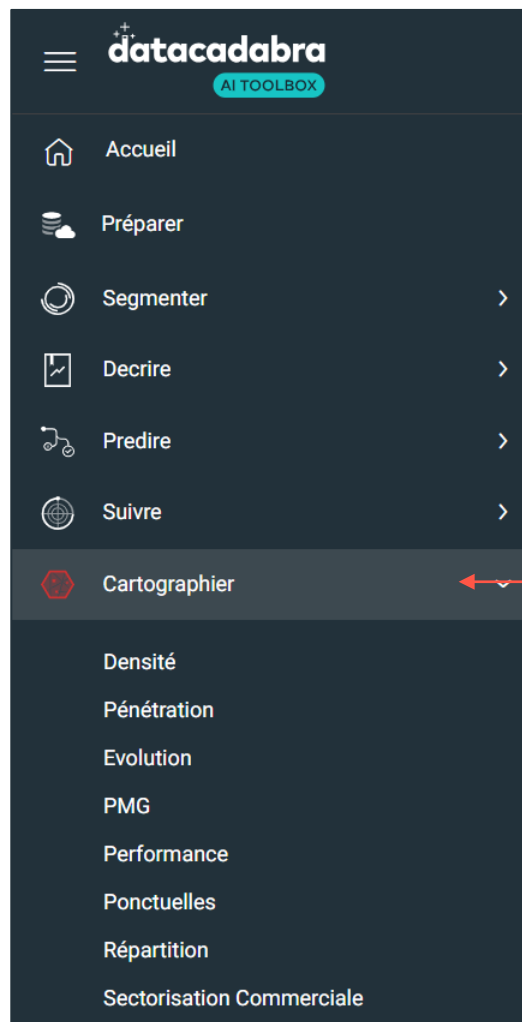 datacadabra
AI TOOLBOX
Accueil
Préparer
Segmenter
Decrire
Predire
Suivre
Cartographier
Densité
Pénétration
Evolution
PMG
Performance
Ponctuelles
Répartition
Sectorisation Commerciale